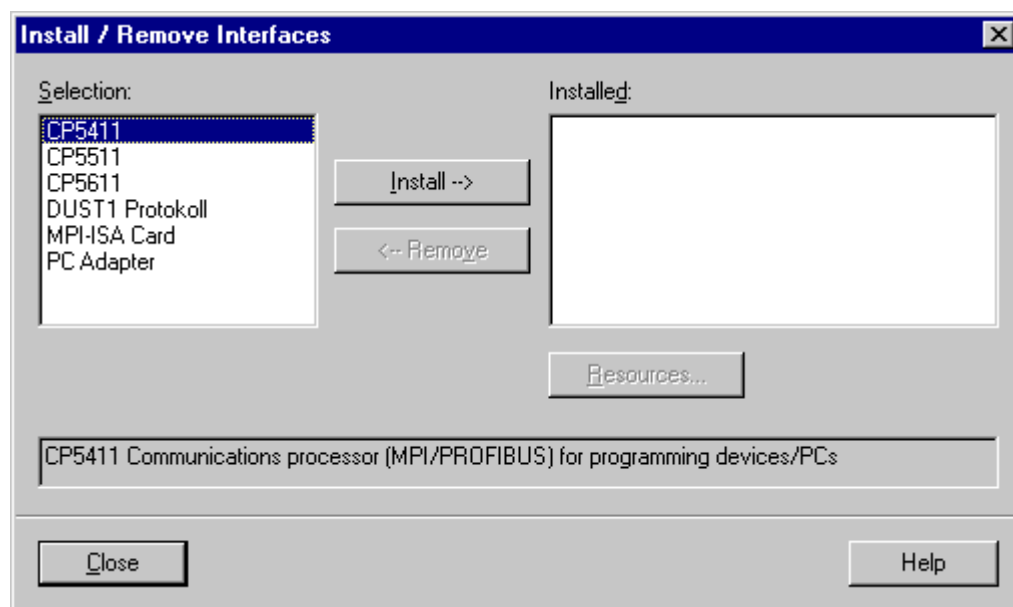 Install / Remove Interfaces
Selection:
Installed:
CP5411
CP5511
CP5611
DUST1 Protokoll
MPI-ISA Card
PC Adapter
Install -->
<-- Remove
Resources...
CP5411 Communications processor (MPI/PROFIBUS) for programming devices/PCs
Close
Help